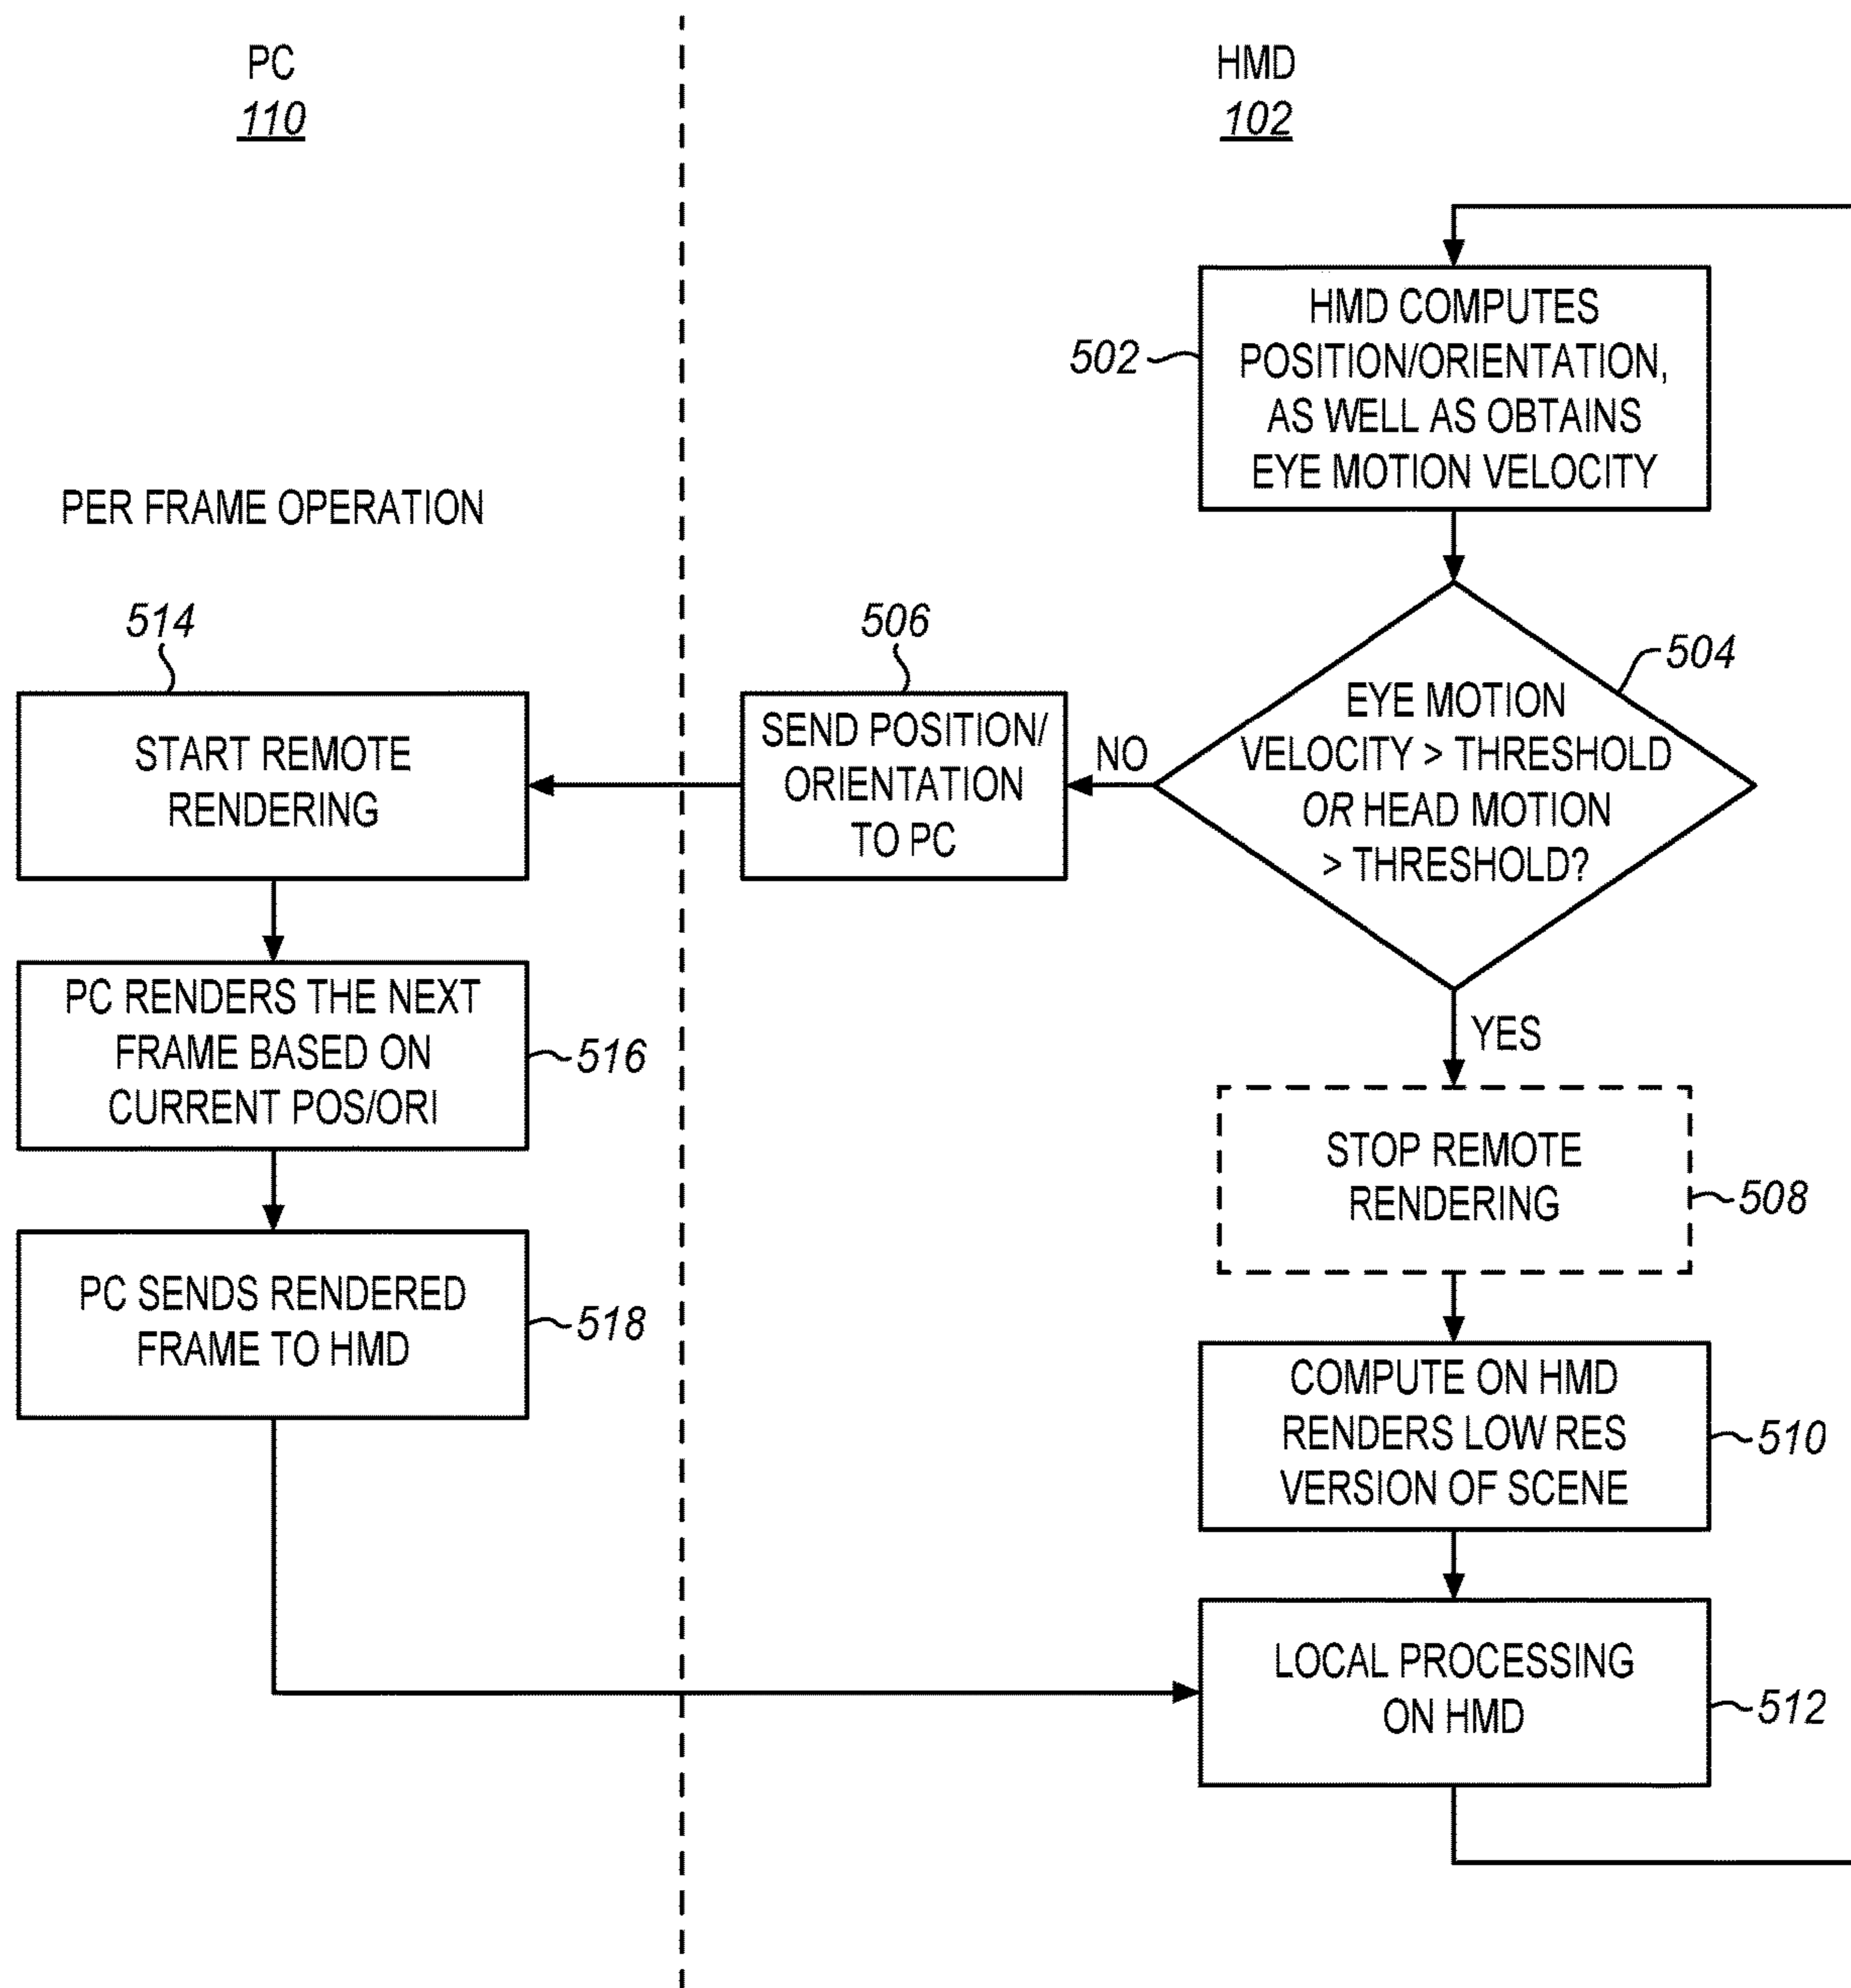 PC
110
HMD
102
PER FRAME OPERATION
502
HMD COMPUTES
POSITION/ORIENTATION,
AS WELL AS OBTAINS
EYE MOTION VELOCITY
504
EYE MOTION
VELOCITY > THRESHOLD
OR HEAD MOTION
> THRESHOLD?
NO
506
SEND POSITION/
ORIENTATION
TO PC
514
START REMOTE
RENDERING
516
PC RENDERS THE NEXT
FRAME BASED ON
CURRENT POS/ORI
518
PC SENDS RENDERED
FRAME TO HMD
YES
STOP REMOTE
RENDERING
508
COMPUTE ON HMD
RENDERS LOW RES
VERSION OF SCENE
510
LOCAL PROCESSING
ON HMD
512